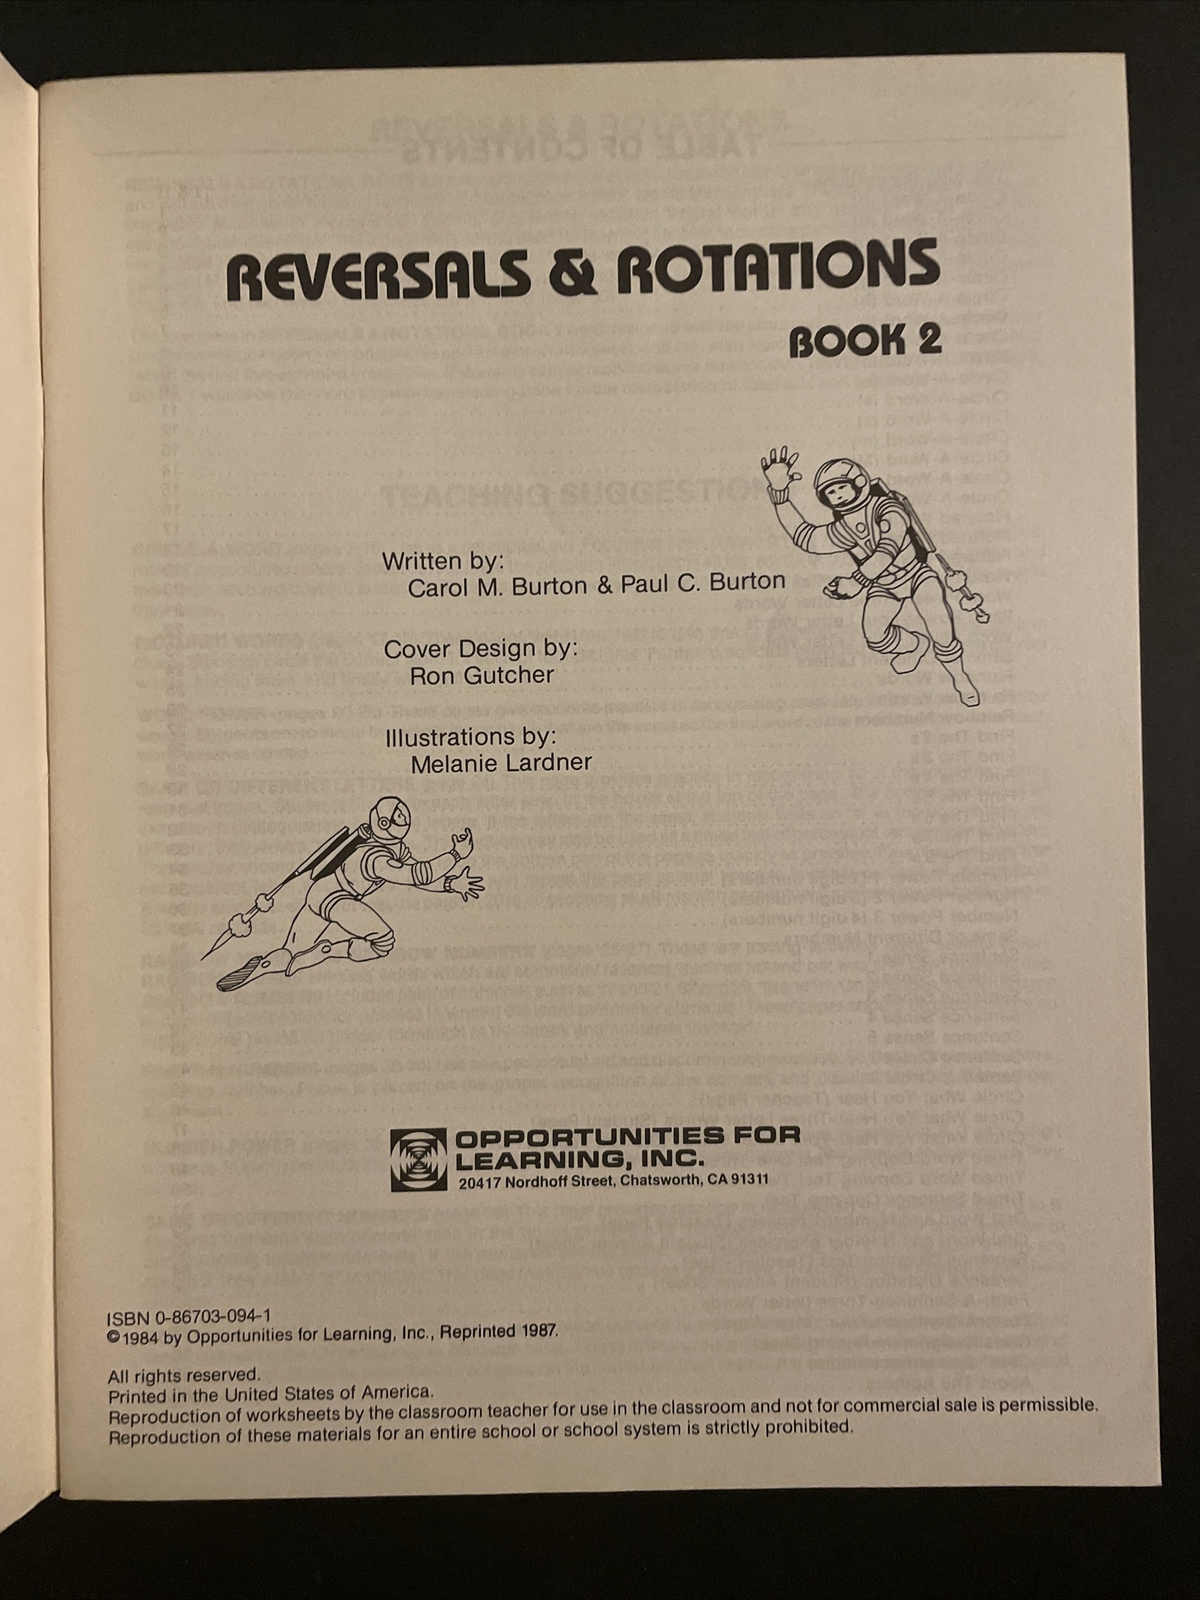 REVERSALS & ROTATIONS
BOOK 2
Written by:
Carol M. Burton & Paul C. Burton
Cover Design by:
Ron Gutcher
Illustrations by:
Melanie Lardner
OPPORTUNITIES FOR
LEARNING, INC.
20417 Nordhoff Street, Chatsworth, CA 91311
ISBN 0-86703-094-1
©1984 by Opportunities for Learning, Inc., Reprinted 1987.
All rights reserved.
Printed in the United States of America.
Reproduction of worksheets by the classroom teacher for use in the classroom and not for commercial sale is permissible.
Reproduction of these materials for an entire school or school system is strictly prohibited.